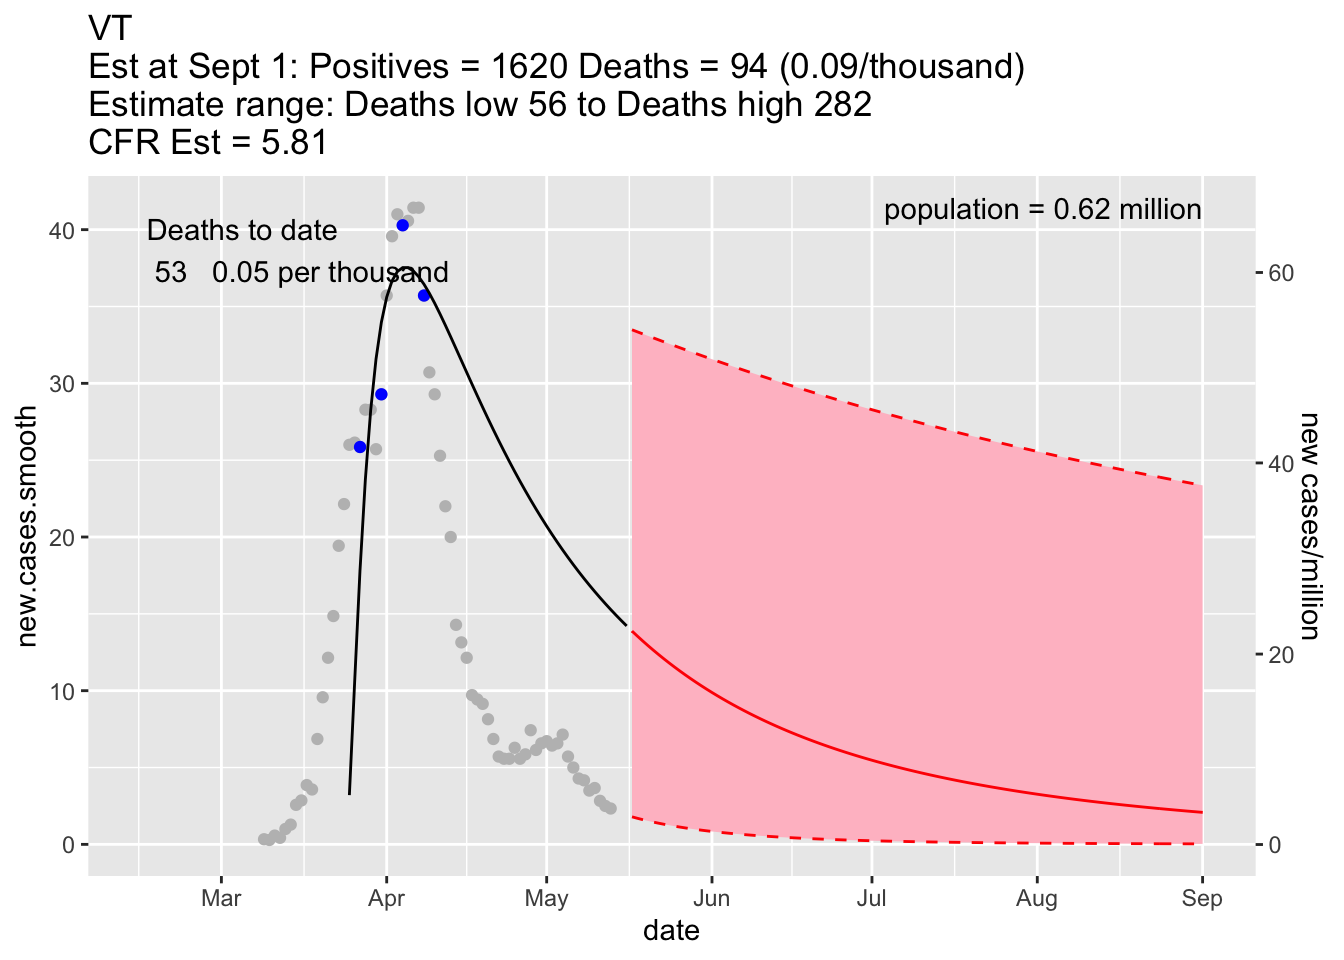 VT
Est at Sept 1: Positives = 1620 Deaths = 94 (0.09/thousand)
Estimate range: Deaths low 56 to Deaths high 282
CFR Est = 5.81
population = 0.62 million
Deaths to date
53 0.05 per thousand
40
30
20
10
0
new.cases.smooth
60
40
20
0
new cases/million
Mar Apr May Jun Jul Aug Sep
date